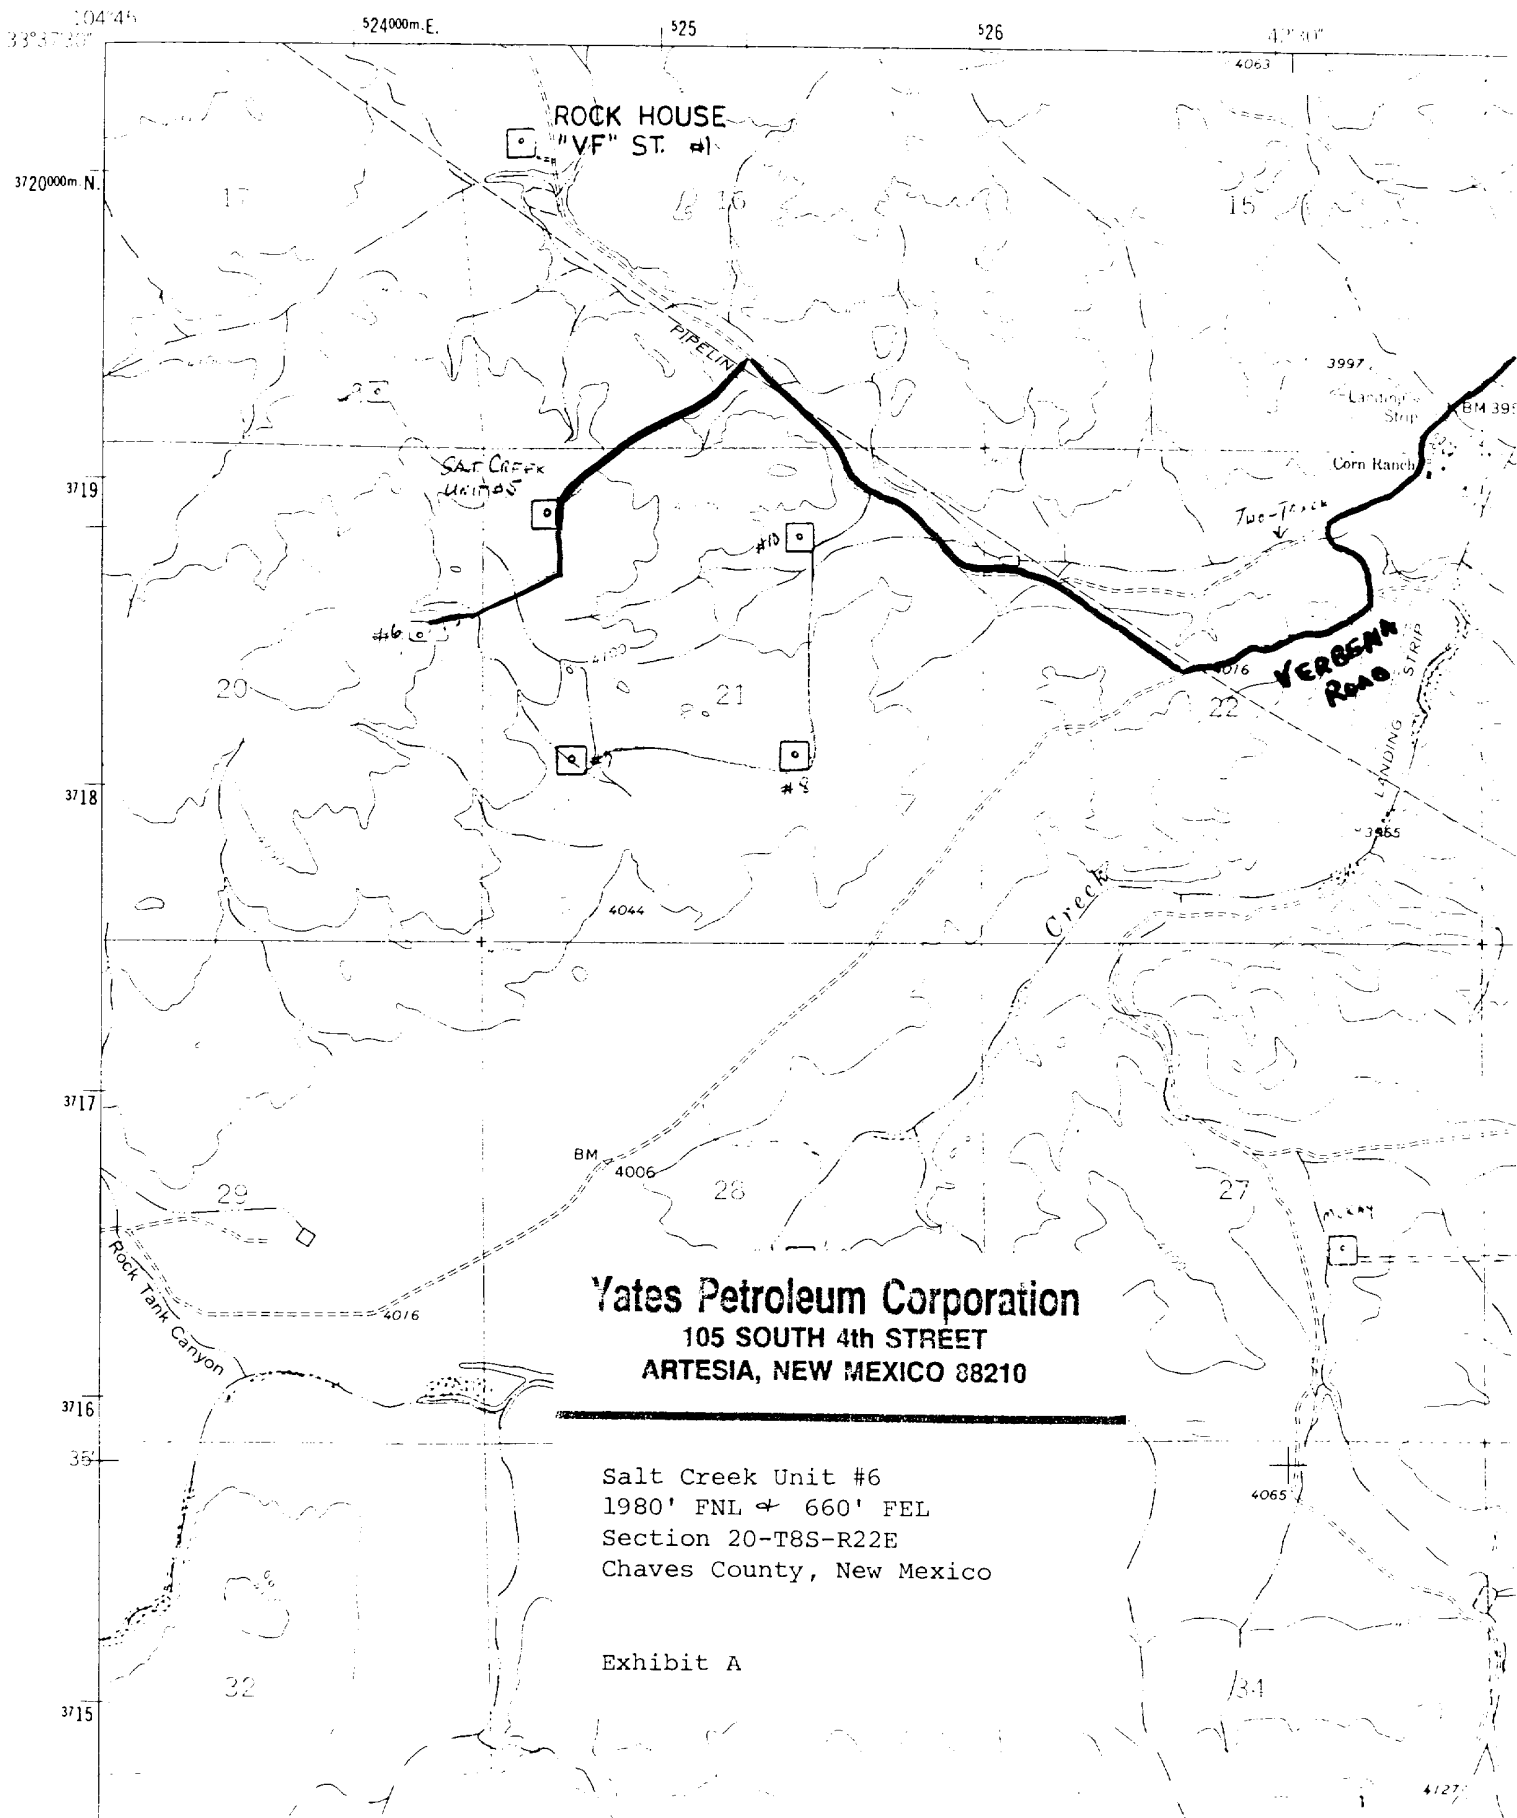 104°45'
33°37'30"
524000m.E.
525
526
42'30"
4063
ROCK HOUSE
"VF" ST. #1
3720000m.N.
17
16
15
PIPELINE
3997
Landing
Strip
BM 395
Corn Ranch
SALT CREEK
UNIT #5
3719
TWO-TRACK
#10
#6
4100
VERBENA
ROAD
4016
20
21
22
LANDING STRIP
#7
#8
3718
3965
4044
Creek
3717
BM
4006
29
28
27
McKAY
Rock Tank Canyon
4016
Yates Petroleum Corporation
105 SOUTH 4th STREET
ARTESIA, NEW MEXICO 88210
3716
35'
4065
Salt Creek Unit #6
1980' FNL & 660' FEL
Section 20-T8S-R22E
Chaves County, New Mexico
Exhibit A
32
34
3715
4127